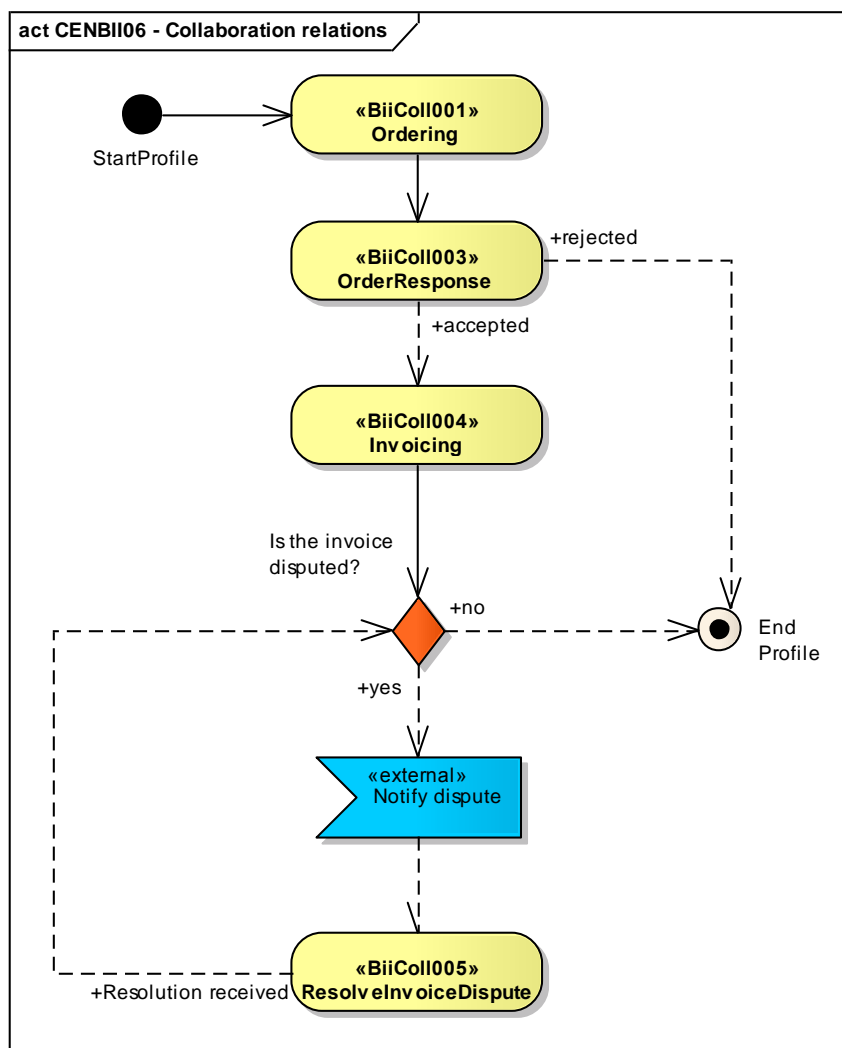 act CENBII06 - Collaboration relations
«BiiColl001»
Ordering
StartProfile
«BiiColl003»
OrderResponse
+rejected
+accepted
«BiiColl004»
Invoicing
Is the invoice
disputed?
+no
End
Profile
+yes
«external»
Notify dispute
«BiiColl005»
ResolveInvoiceDispute
+Resolution received